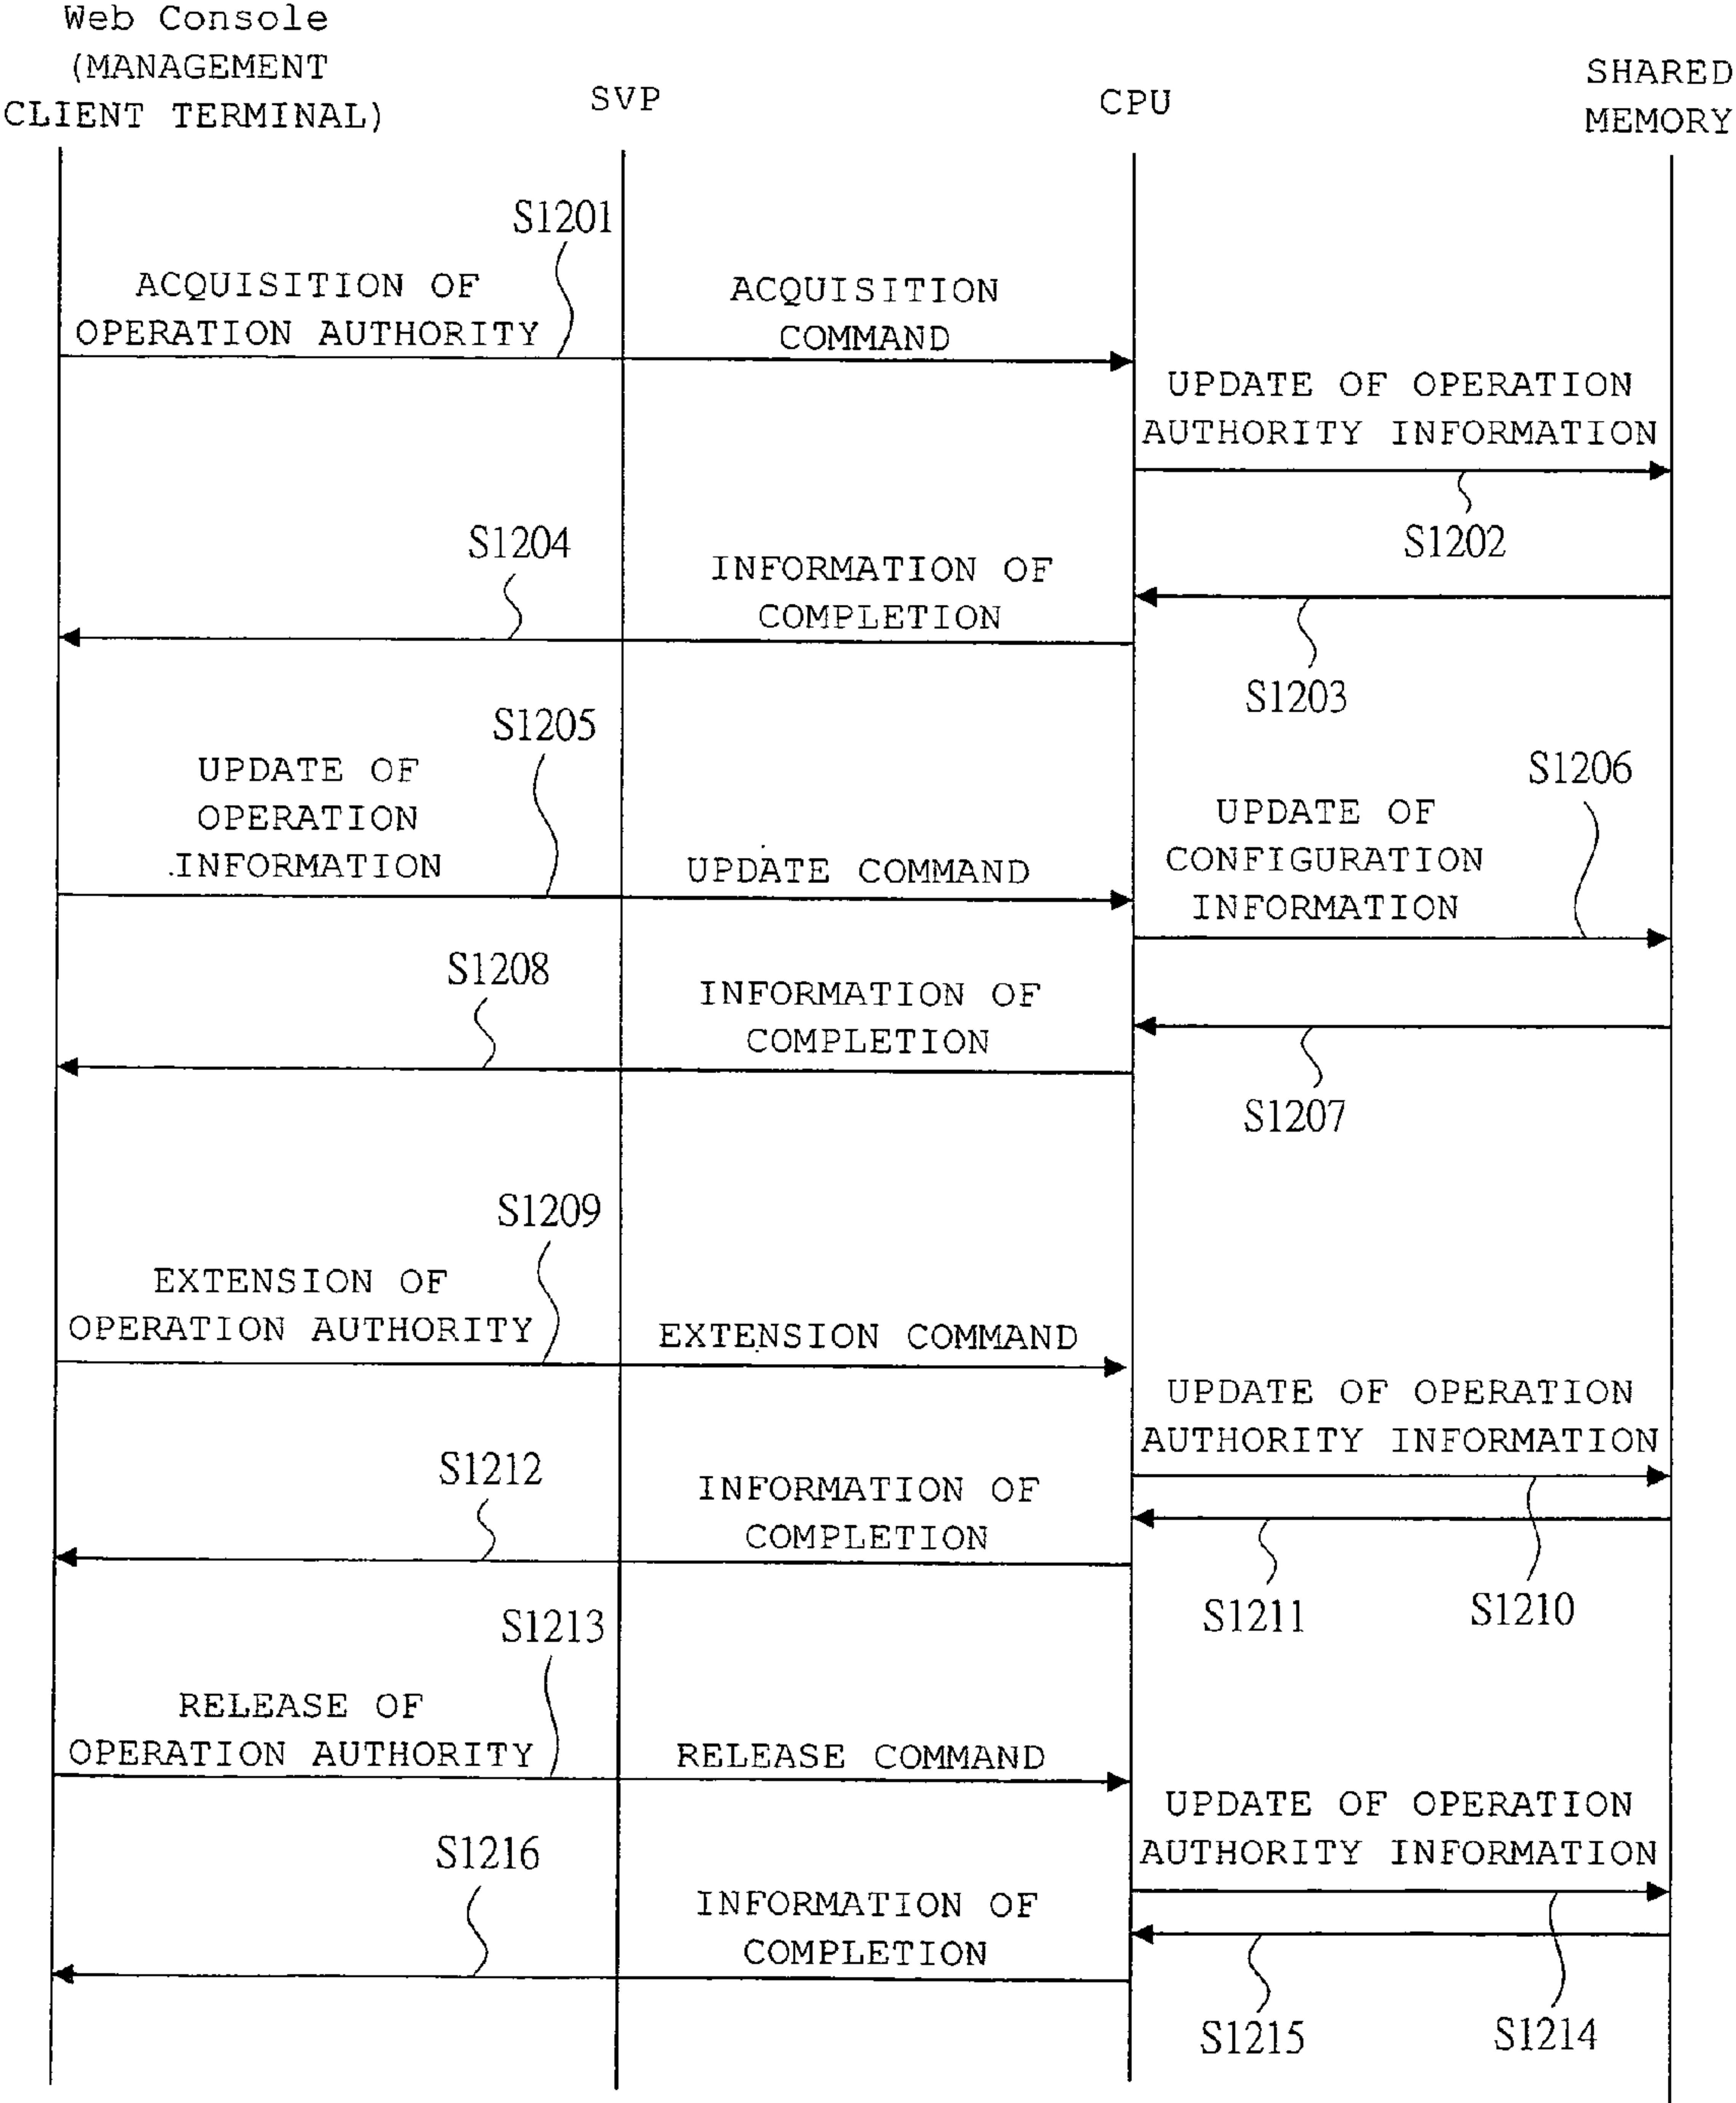 Web Console
(MANAGEMENT
CLIENT TERMINAL)
SVP
CPU
SHARED
MEMORY
S1201
ACQUISITION OF
OPERATION AUTHORITY
ACQUISITION
COMMAND
UPDATE OF OPERATION
AUTHORITY INFORMATION
S1202
S1204
INFORMATION OF
COMPLETION
S1203
S1205
UPDATE OF
OPERATION
INFORMATION
UPDATE COMMAND
S1206
UPDATE OF
CONFIGURATION
INFORMATION
S1208
INFORMATION OF
COMPLETION
S1207
S1209
EXTENSION OF
OPERATION AUTHORITY
EXTENSION COMMAND
UPDATE OF OPERATION
AUTHORITY INFORMATION
S1212
INFORMATION OF
COMPLETION
S1211
S1210
S1213
RELEASE OF
OPERATION AUTHORITY
RELEASE COMMAND
UPDATE OF OPERATION
AUTHORITY INFORMATION
S1216
INFORMATION OF
COMPLETION
S1215
S1214